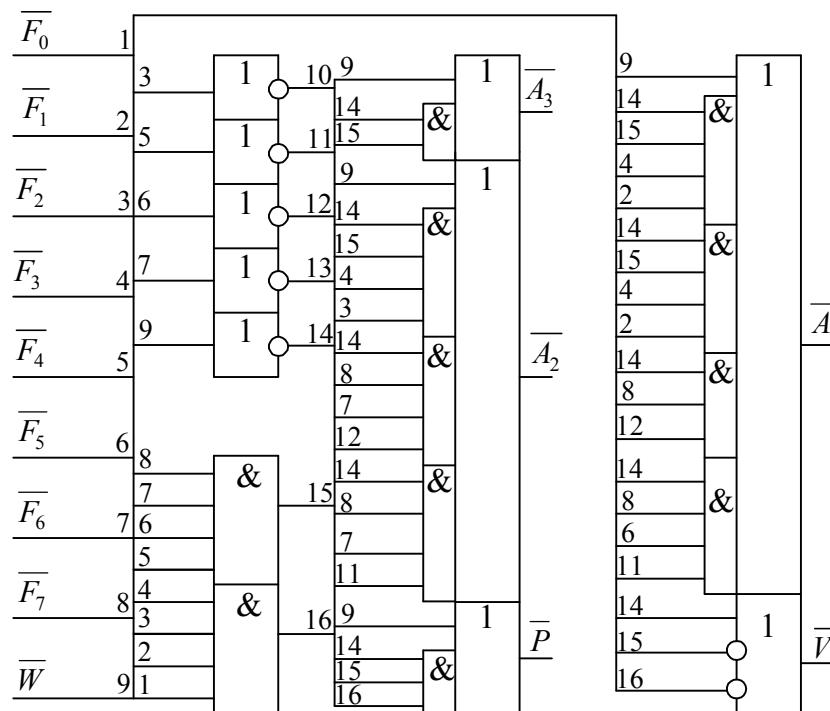 F̅₀ 1
F̅₁ 2
F̅₂ 3
F̅₃ 4
F̅₄ 5
F̅₅ 6
F̅₆ 7
F̅₇ 8
W̅ 9
3 1 10
5 1 11
6 1 12
7 1 13
9 1 14
8
7
6
5
& 15
4
3
2
1
& 16
9
14
15
& 1 A̅₃
9
14
15
4
3
&
14
8
7
12
&
14
8
7
11
&
1 A̅₂
9
14
15
16
& 1 P̅
9
14
15
4
2
&
14
15
4
2
&
14
8
12
&
14
8
6
11
&
1 A̅
14
15
16
1 V̅